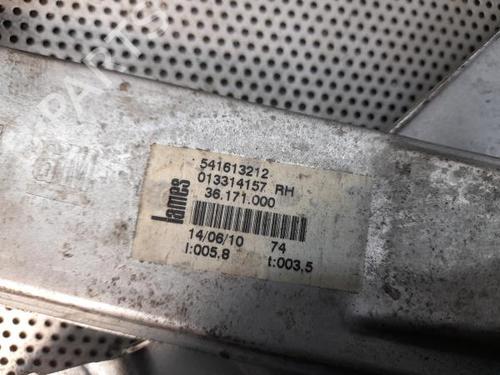 541613212
013314157 RH
36.171.000
Lames
14/06/10 74
I:005,8 t:003,5